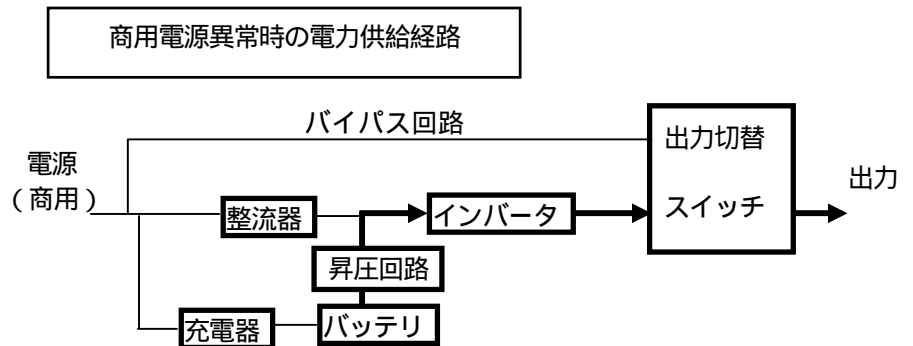 商用電源異常時の電力供給経路
バイパス回路
出力切替
スイッチ
電源
（商用）
出力
整流器
インバータ
昇圧回路
充電器
バッテリ